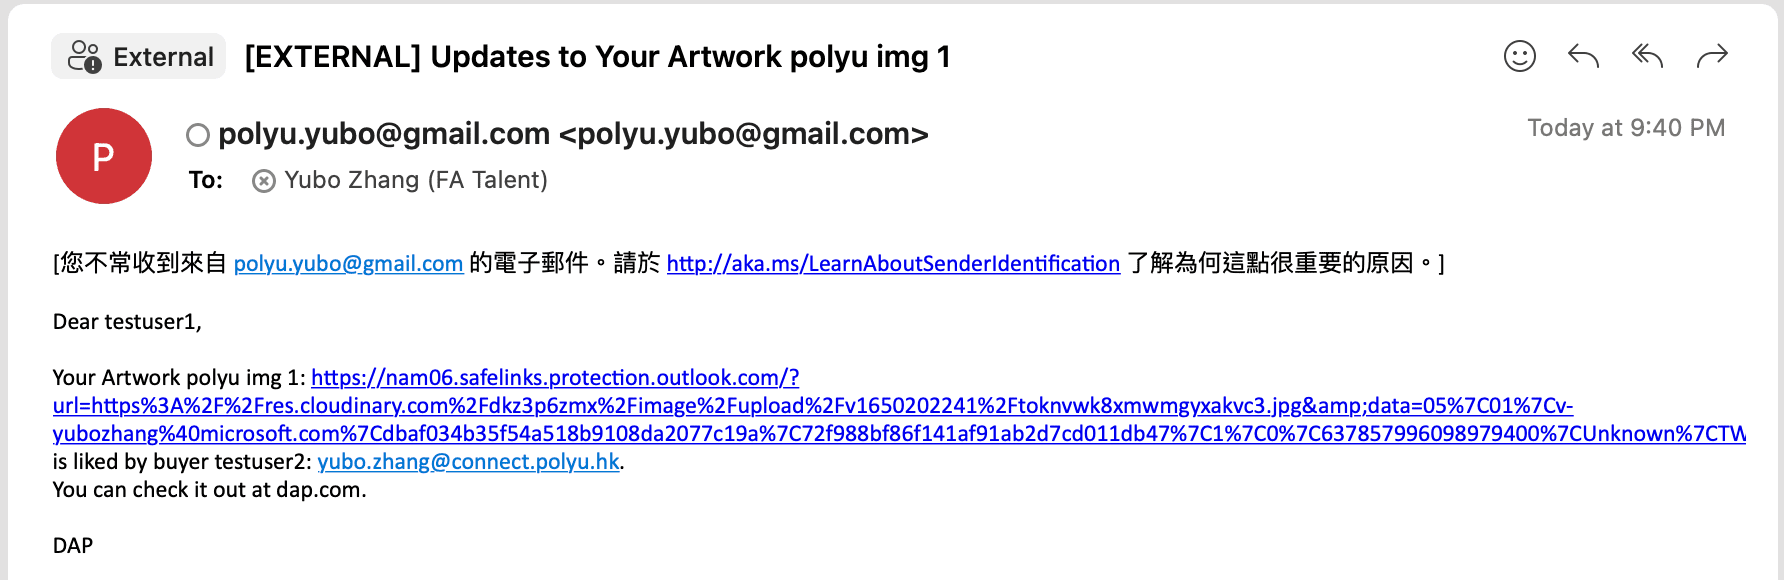 External [EXTERNAL] Updates to Your Artwork polyu img 1
P
polyu.yubo@gmail.com <polyu.yubo@gmail.com>
Today at 9:40 PM
To: Yubo Zhang (FA Talent)
[您不常收到來自 polyu.yubo@gmail.com 的電子郵件。請於 http://aka.ms/LearnAboutSenderIdentification 了解為何這點很重要的原因。]
Dear testuser1,
Your Artwork polyu img 1: https://nam06.safelinks.protection.outlook.com/?
url=https%3A%2F%2Fres.cloudinary.com%2Fdkz3p6zmx%2Fimage%2Fupload%2Fv1650202241%2Ftoknvwk8xmwmgyxakvc3.jpg&amp;data=05%7C01%7Cv-
yubozhang%40microsoft.com%7Cdbaf034b35f54a518b9108da2077c19a%7C72f988bf86f141af91ab2d7cd011db47%7C1%7C0%7C637857996098979400%7CUnknown%7CTW
is liked by buyer testuser2: yubo.zhang@connect.polyu.hk.
You can check it out at dap.com.
DAP